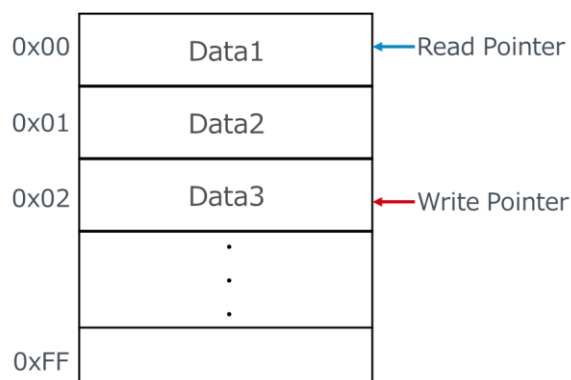 0x00 Data1 Read Pointer
0x01 Data2
0x02 Data3 Write Pointer
0xFF